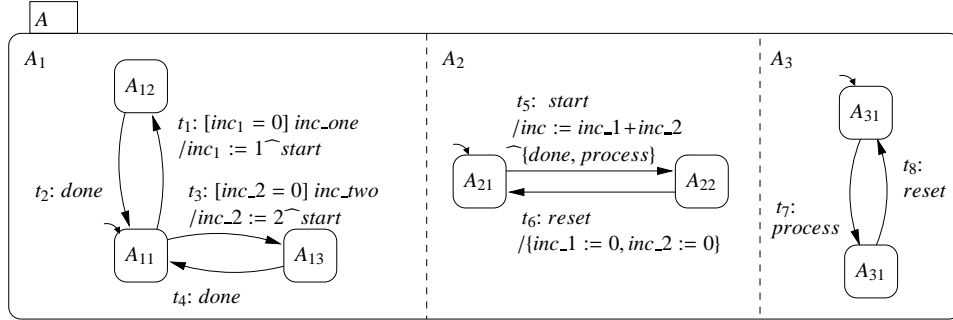 A
A₁
A₁₂
t₁: [inc₁ = 0] inc_one
/inc₁ := 1⌢start
t₂: done
t₃: [inc_2 = 0] inc_two
/inc_2 := 2⌢start
A₁₁
A₁₃
t₄: done
A₂
t₅: start
/inc := inc_1+inc_2
⌢{done, process}
A₂₁
A₂₂
t₆: reset
/{inc_1 := 0, inc_2 := 0}
A₃
A₃₁
t₈:
reset
t₇:
process
A₃₁